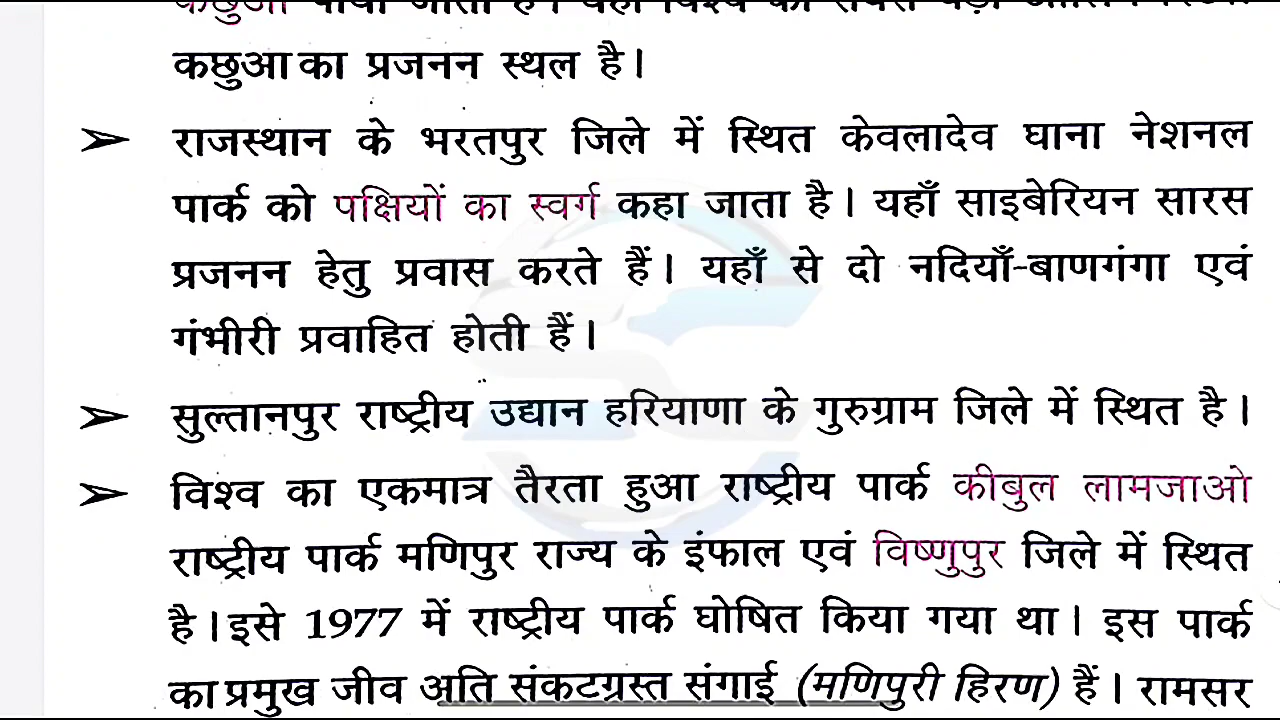 कछुआ का प्रजनन स्थल है।
➢ राजस्थान के भरतपुर जिले में स्थित केवलादेव घाना नेशनल
पार्क को पक्षियों का स्वर्ग कहा जाता है। यहाँ साइबेरियन सारस
प्रजनन हेतु प्रवास करते हैं। यहाँ से दो नदियाँ-बाणगंगा एवं
गंभीरी प्रवाहित होती हैं।
➢ सुल्तानपुर राष्ट्रीय उद्यान हरियाणा के गुरुग्राम जिले में स्थित है।
➢ विश्व का एकमात्र तैरता हुआ राष्ट्रीय पार्क कीबुल लामजाओ
राष्ट्रीय पार्क मणिपुर राज्य के इंफाल एवं विष्णुपुर जिले में स्थित
है। इसे 1977 में राष्ट्रीय पार्क घोषित किया गया था। इस पार्क
का प्रमुख जीव अति संकटग्रस्त संगाई (मणिपुरी हिरण) हैं। रामसर